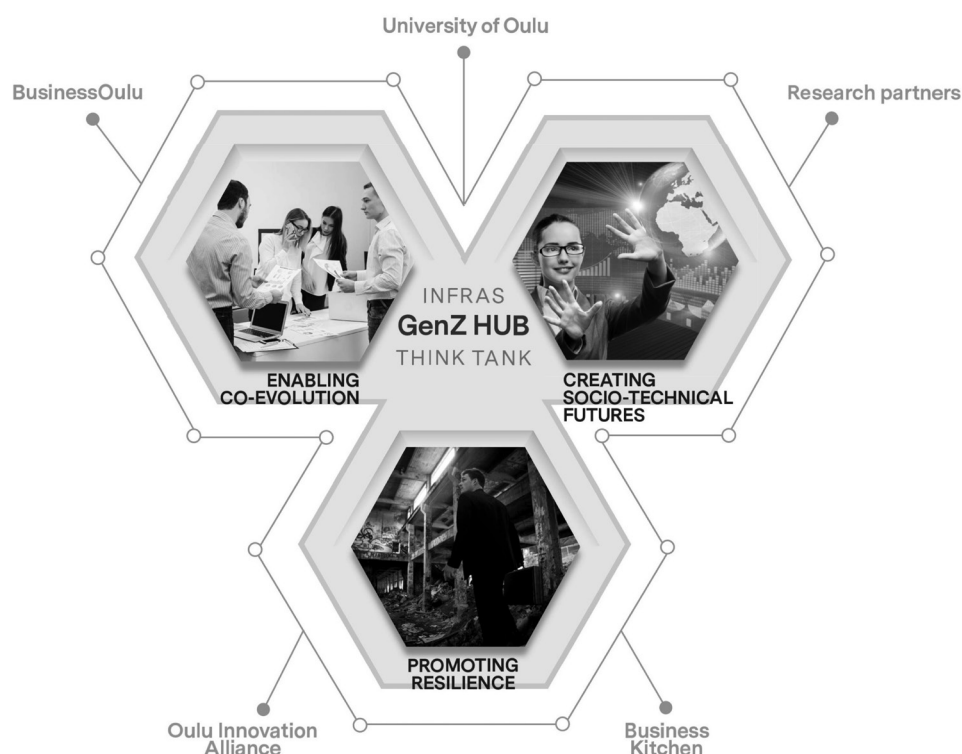 University of Oulu
BusinessOulu
Research partners
INFRAS
GenZ HUB
THINK TANK
ENABLING
CO-EVOLUTION
CREATING
SOCIO-TECHNICAL
FUTURES
PROMOTING
RESILIENCE
Oulu Innovation
Alliance
Business
Kitchen